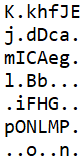 K.khfJE
j.dDca.
mICAeg.
l.Bb...
.iFHG..
pONLMP.
..o..n.